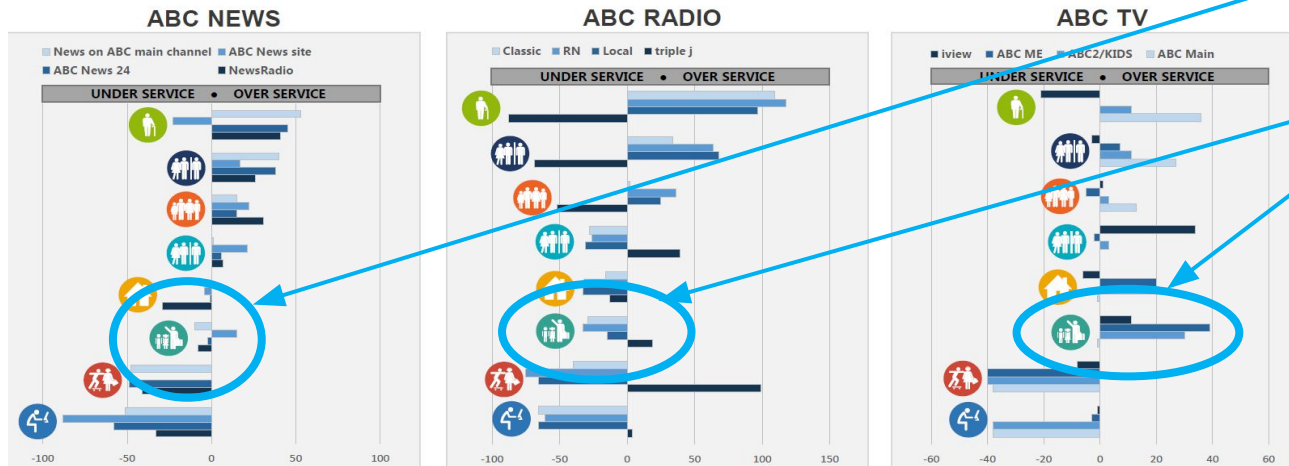 ABC NEWS
News on ABC main channel ABC News site
ABC News 24 NewsRadio
UNDER SERVICE • OVER SERVICE
-100 -50 0 50 100
ABC RADIO
Classic RN Local triple j
UNDER SERVICE • OVER SERVICE
-100 -50 0 50 100 150
ABC TV
iview ABC ME ABC2/KIDS ABC Main
UNDER SERVICE • OVER SERVICE
-60 -40 -20 0 20 40 60